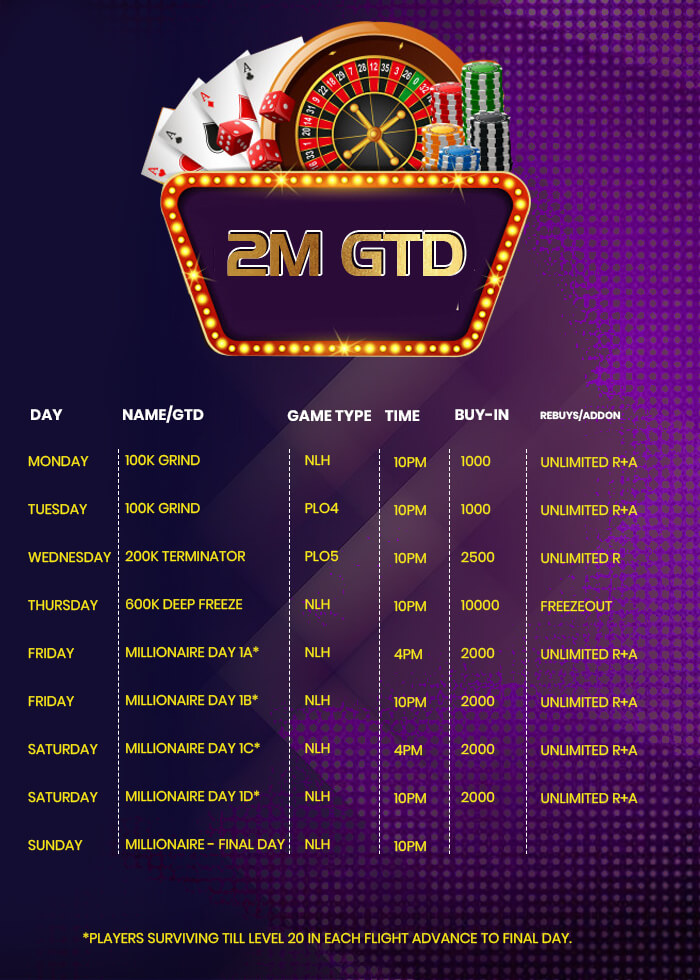 2M GTD
DAY NAME/GTD GAME TYPE TIME BUY-IN REBUYS/ADDON
MONDAY 100K GRIND NLH 10PM 1000 UNLIMITED R+A
TUESDAY 100K GRIND PLO4 10PM 1000 UNLIMITED R+A
WEDNESDAY 200K TERMINATOR PLO5 10PM 2500 UNLIMITED R
THURSDAY 600K DEEP FREEZE NLH 10PM 10000 FREEZEOUT
FRIDAY MILLIONAIRE DAY 1A* NLH 4PM 2000 UNLIMITED R+A
FRIDAY MILLIONAIRE DAY 1B* NLH 10PM 2000 UNLIMITED R+A
SATURDAY MILLIONAIRE DAY 1C* NLH 4PM 2000 UNLIMITED R+A
SATURDAY MILLIONAIRE DAY 1D* NLH 10PM 2000 UNLIMITED R+A
SUNDAY MILLIONAIRE - FINAL DAY NLH 10PM
*PLAYERS SURVIVING TILL LEVEL 20 IN EACH FLIGHT ADVANCE TO FINAL DAY.